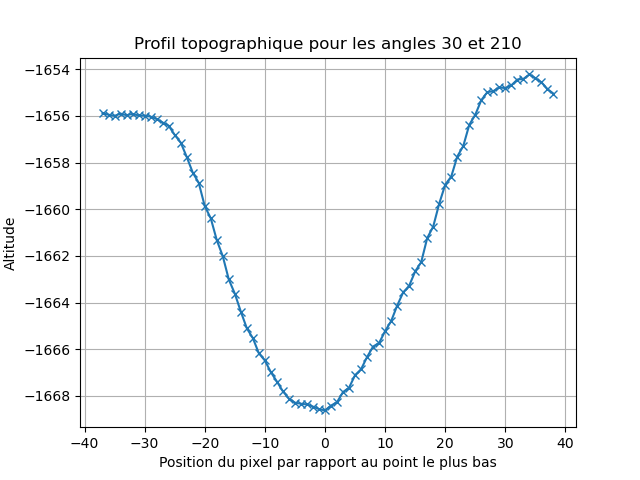 Profil topographique pour les angles 30 et 210
−1654
−1656
−1658
−1660
−1662
−1664
−1666
−1668
Altitude
−40 −30 −20 −10 0 10 20 30 40
Position du pixel par rapport au point le plus bas